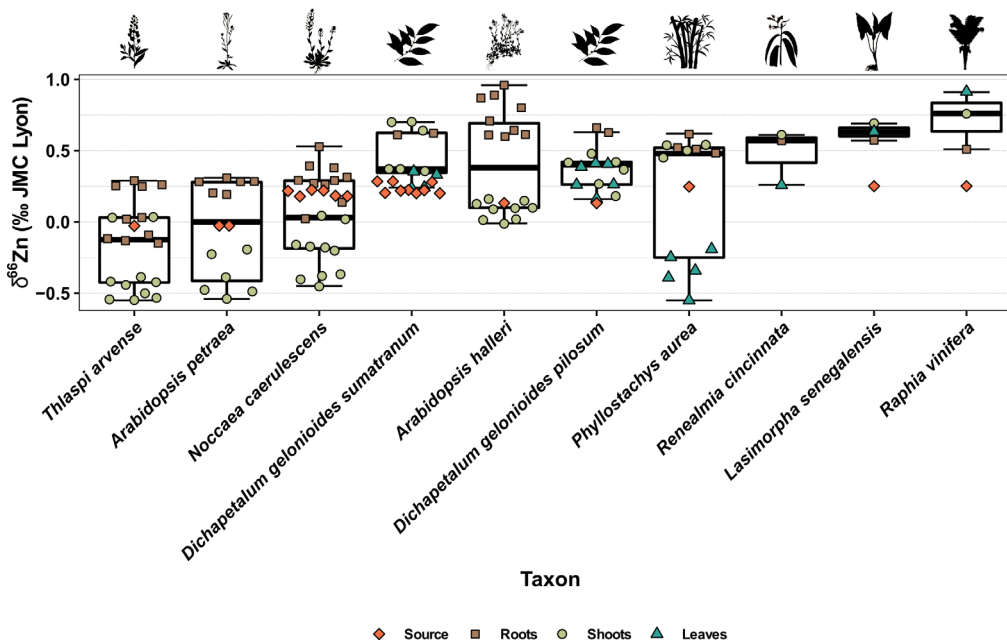 δ⁶⁶Zn (‰ JMC Lyon)
1.0
0.5
0.0
−0.5
Thlaspi arvense
Arabidopsis petraea
Noccaea caerulescens
Dichapetalum gelonioides sumatranum
Arabidopsis halleri
Dichapetalum gelonioides pilosum
Phyllostachys aurea
Renealmia cincinnata
Lasimorpha senegalensis
Raphia vinifera
Taxon
Source Roots Shoots Leaves